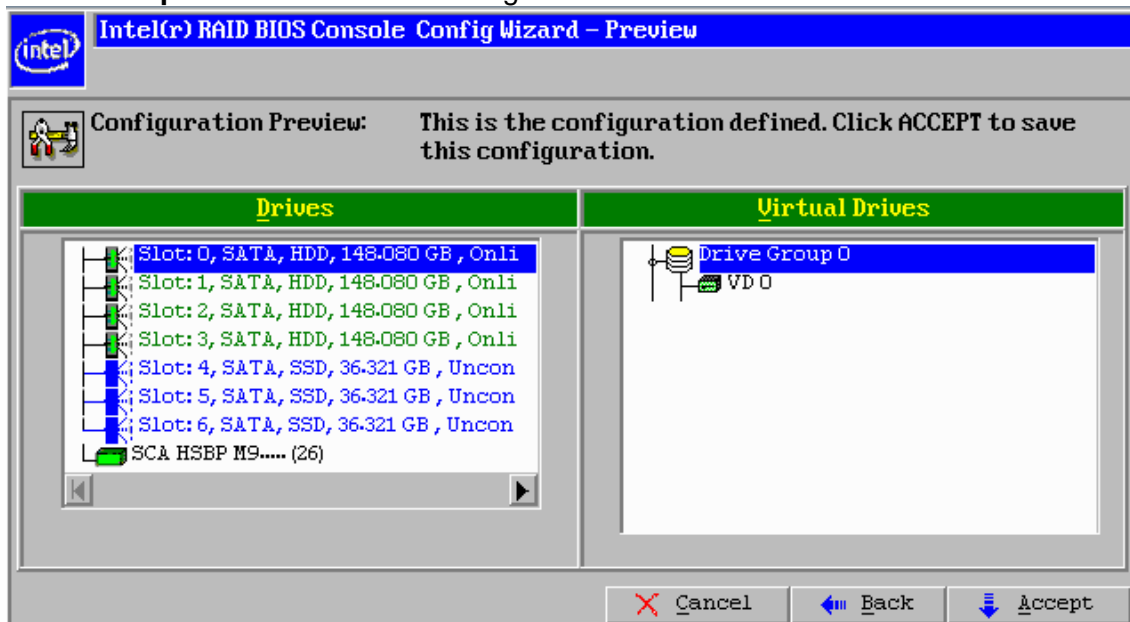 intel
Intel(r) RAID BIOS Console Config Wizard – Preview
Configuration Preview: This is the configuration defined. Click ACCEPT to save
this configuration.
Drives
Slot: 0, SATA, HDD, 148.080 GB , Onli
Slot: 1, SATA, HDD, 148.080 GB , Onli
Slot: 2, SATA, HDD, 148.080 GB , Onli
Slot: 3, SATA, HDD, 148.080 GB , Onli
Slot: 4, SATA, SSD, 36.321 GB , Uncon
Slot: 5, SATA, SSD, 36.321 GB , Uncon
Slot: 6, SATA, SSD, 36.321 GB , Uncon
SCA HSBP M9..... (26)
Virtual Drives
Drive Group 0
VD 0
Cancel
Back
Accept